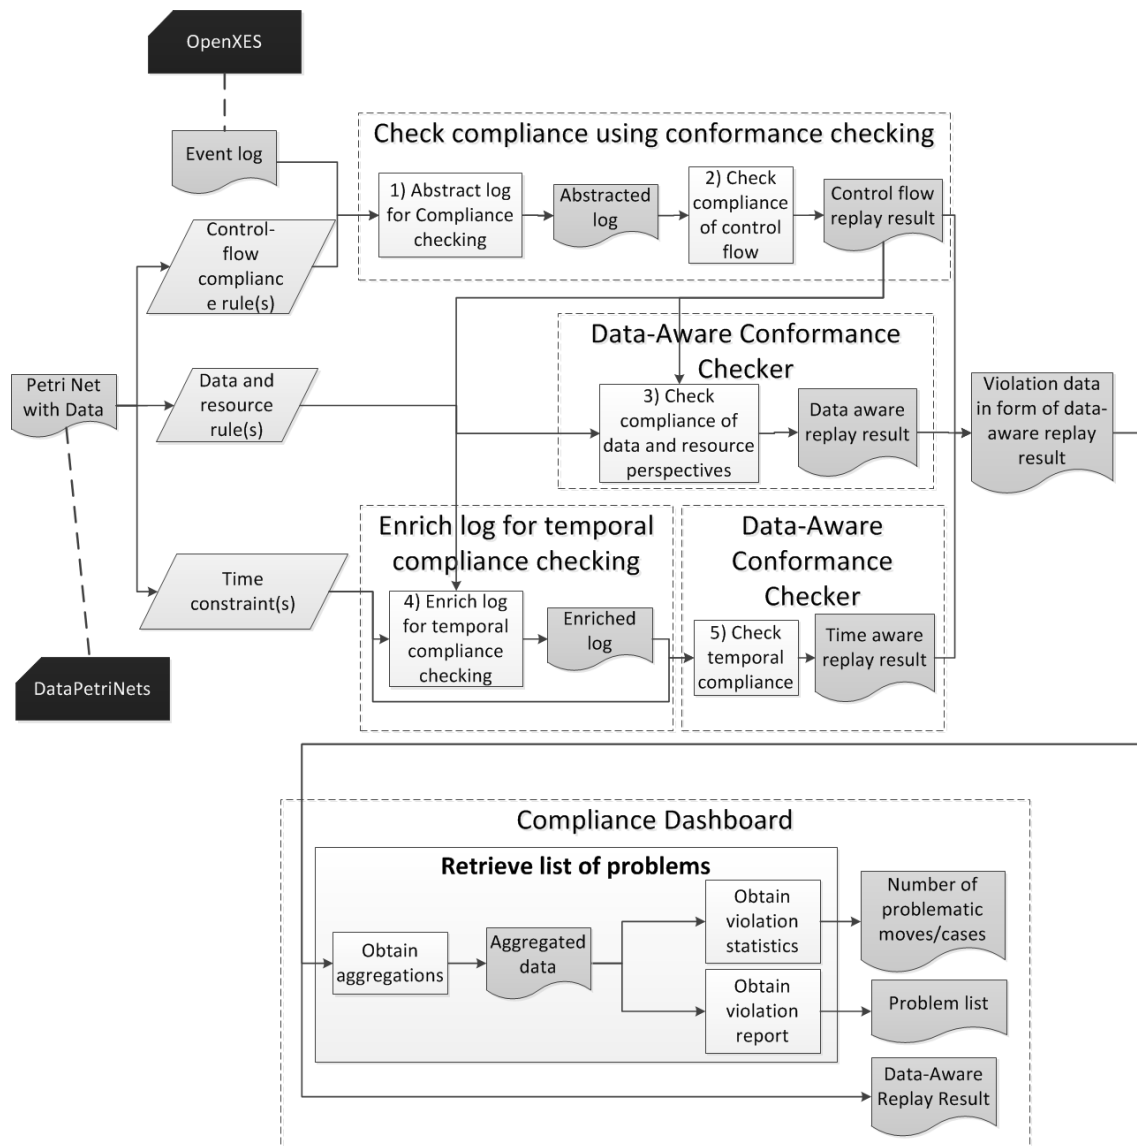 OpenXES
Event log
Check compliance using conformance checking
1) Abstract log
for Compliance
checking
Abstracted
log
2) Check
compliance
of control
flow
Control flow
replay result
Control-
flow
complianc
e rule(s)
Data-Aware Conformance
Checker
Petri Net
with Data
Data and
resource
rule(s)
3) Check
compliance of
data and resource
perspectives
Data aware
replay result
Violation data
in form of data-
aware replay
result
Enrich log for temporal
compliance checking
Data-Aware
Conformance
Checker
Time
constraint(s)
4) Enrich log
for temporal
compliance
checking
Enriched
log
5) Check
temporal
compliance
Time aware
replay result
DataPetriNets
Compliance Dashboard
Retrieve list of problems
Obtain
aggregations
Aggregated
data
Obtain
violation
statistics
Number of
problematic
moves/cases
Obtain
violation
report
Problem list
Data-Aware
Replay Result